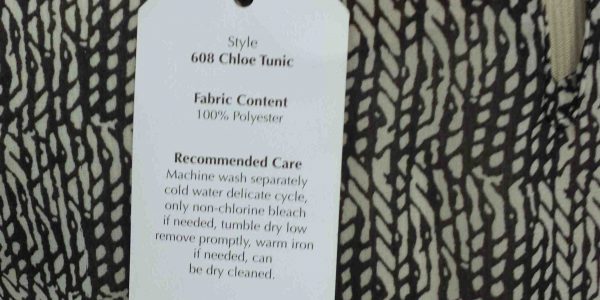 Style
608 Chloe Tunic
Fabric Content
100% Polyester
Recommended Care
Machine wash separately
cold water delicate cycle,
only non-chlorine bleach
if needed, tumble dry low
remove promptly, warm iron
if needed, can
be dry cleaned.